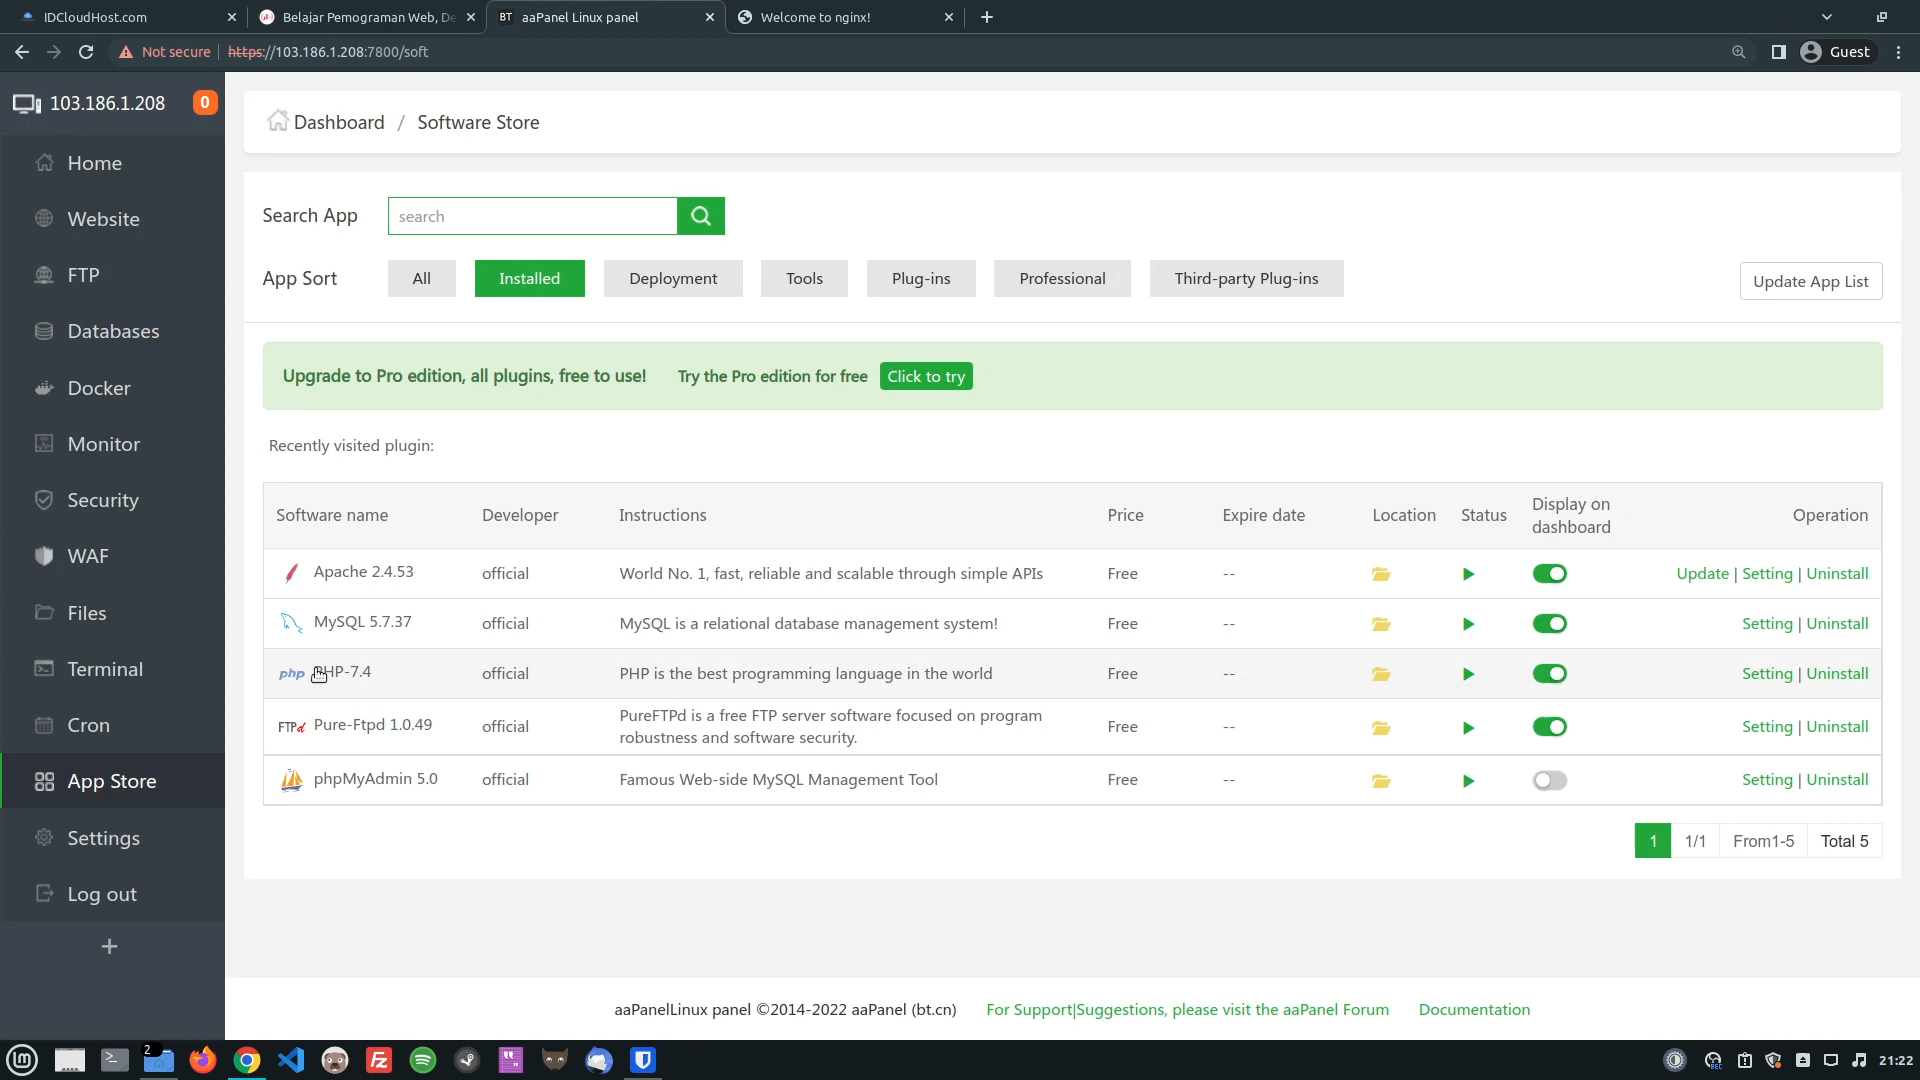 IDCloudHost.com
Belajar Pemograman Web, De
BT aaPanel Linux panel
Welcome to nginx!
Not secure
https://103.186.1.208:7800/soft
Guest
103.186.1.208
0
Home
Website
FTP
Databases
Docker
Monitor
Security
WAF
Files
Terminal
Cron
App Store
Settings
Log out
+
Dashboard / Software Store
Search App
search
App Sort
All
Installed
Deployment
Tools
Plug-ins
Professional
Third-party Plug-ins
Update App List
Upgrade to Pro edition, all plugins, free to use!
Try the Pro edition for free
Click to try
Recently visited plugin:
Software name
Developer
Instructions
Price
Expire date
Location
Status
Display on
dashboard
Operation
Apache 2.4.53
official
World No. 1, fast, reliable and scalable through simple APIs
Free
--
Update | Setting | Uninstall
MySQL 5.7.37
official
MySQL is a relational database management system!
Free
--
Setting | Uninstall
php
PHP-7.4
official
PHP is the best programming language in the world
Free
--
Setting | Uninstall
FTPd
Pure-Ftpd 1.0.49
official
PureFTPd is a free FTP server software focused on program
robustness and software security.
Free
--
Setting | Uninstall
phpMyAdmin 5.0
official
Famous Web-side MySQL Management Tool
Free
--
Setting | Uninstall
1
1/1
From1-5
Total 5
aaPanelLinux panel ©2014-2022 aaPanel (bt.cn)
For Support|Suggestions, please visit the aaPanel Forum
Documentation
2
REC
21:22